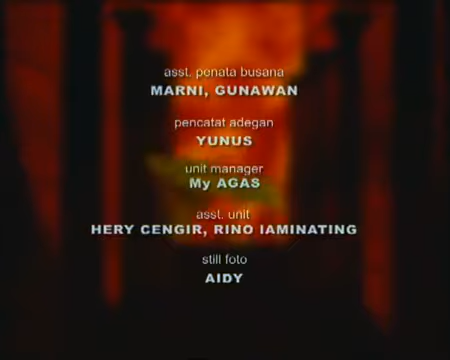 asst. penata busana
MARNI, GUNAWAN
pencatat adegan
YUNUS
unit manager
My AGAS
asst. unit
HERY CENGIR, RINO IAMINATING
still foto
AIDY